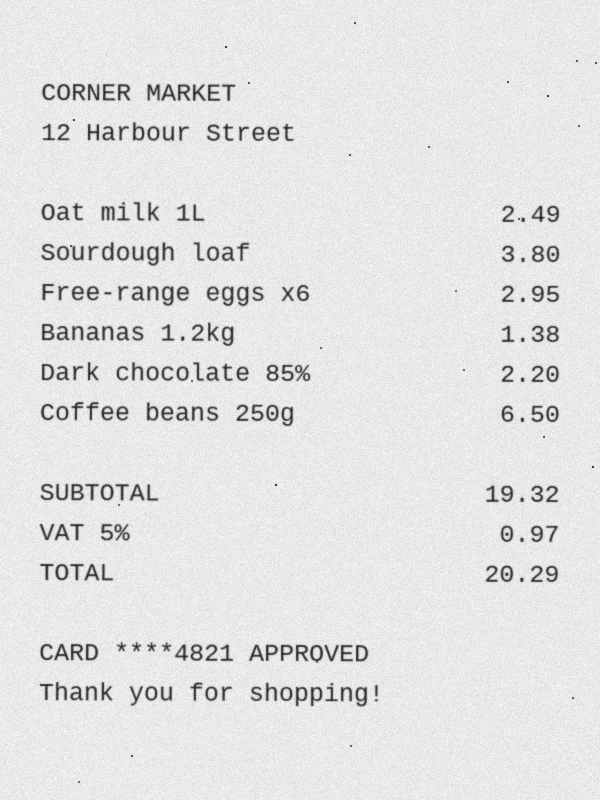 CORNER MARKET
12 Harbour Street
Oat milk 1L 2.49
Sourdough loaf 3.80
Free-range eggs x6 2.95
Bananas 1.2kg 1.38
Dark chocolate 85% 2.20
Coffee beans 250g 6.50
SUBTOTAL 19.32
VAT 5% 0.97
TOTAL 20.29
CARD ****4821 APPROVED
Thank you for shopping!